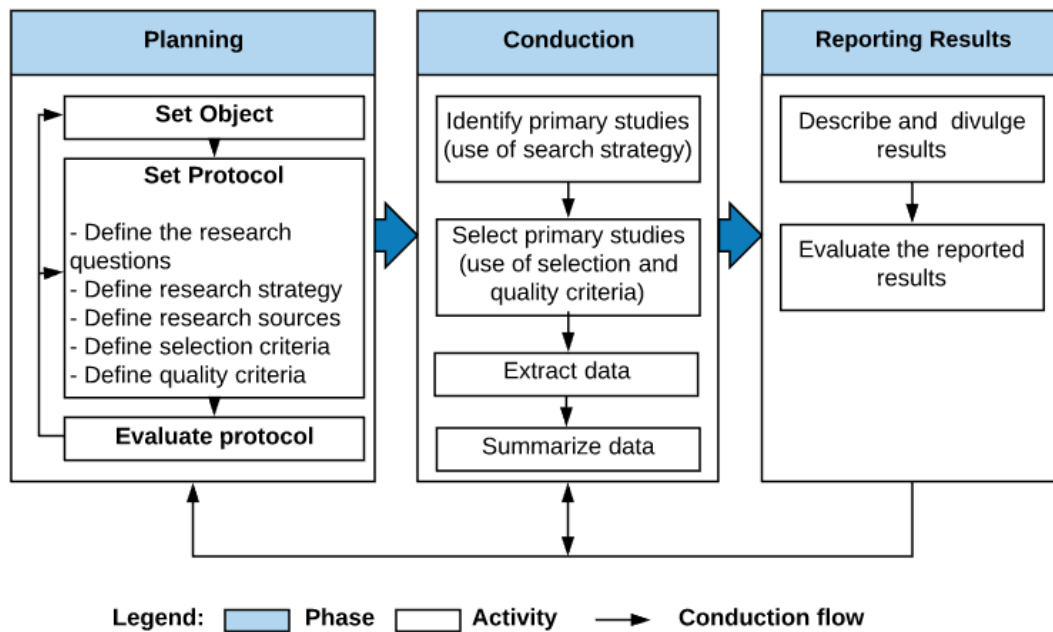 Planning
Set Object
Set Protocol
- Define the research
questions
- Define research strategy
- Define research sources
- Define selection criteria
- Define quality criteria
Evaluate protocol
Conduction
Identify primary studies
(use of search strategy)
Select primary studies
(use of selection and
quality criteria)
Extract data
Summarize data
Reporting Results
Describe and divulge
results
Evaluate the reported
results
Legend: Phase Activity Conduction flow